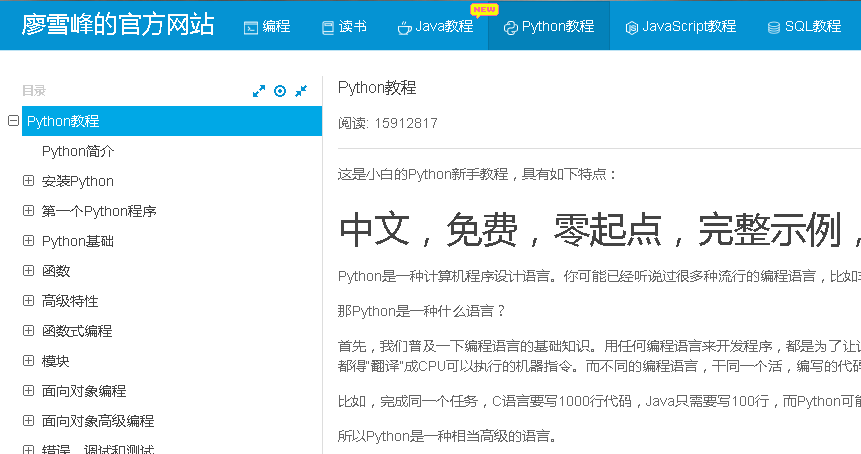 廖雪峰的官方网站
编程
读书
Java教程
NEW
Python教程
JavaScript教程
SQL教程
目录
Python教程
Python简介
安装Python
第一个Python程序
Python基础
函数
高级特性
函数式编程
模块
面向对象编程
面向对象高级编程
错误、调试和测试
Python教程
阅读: 15912817
这是小白的Python新手教程，具有如下特点：
中文，免费，零起点，完整示例，
Python是一种计算机程序设计语言。你可能已经听说过很多种流行的编程语言，比如
那Python是一种什么语言？
首先，我们普及一下编程语言的基础知识。用任何编程语言来开发程序，都是为了让
都得“翻译”成CPU可以执行的机器指令。而不同的编程语言，干同一个活，编写的代码
比如，完成同一个任务，C语言要写1000行代码，Java只需要写100行，而Python可能
所以Python是一种相当高级的语言。